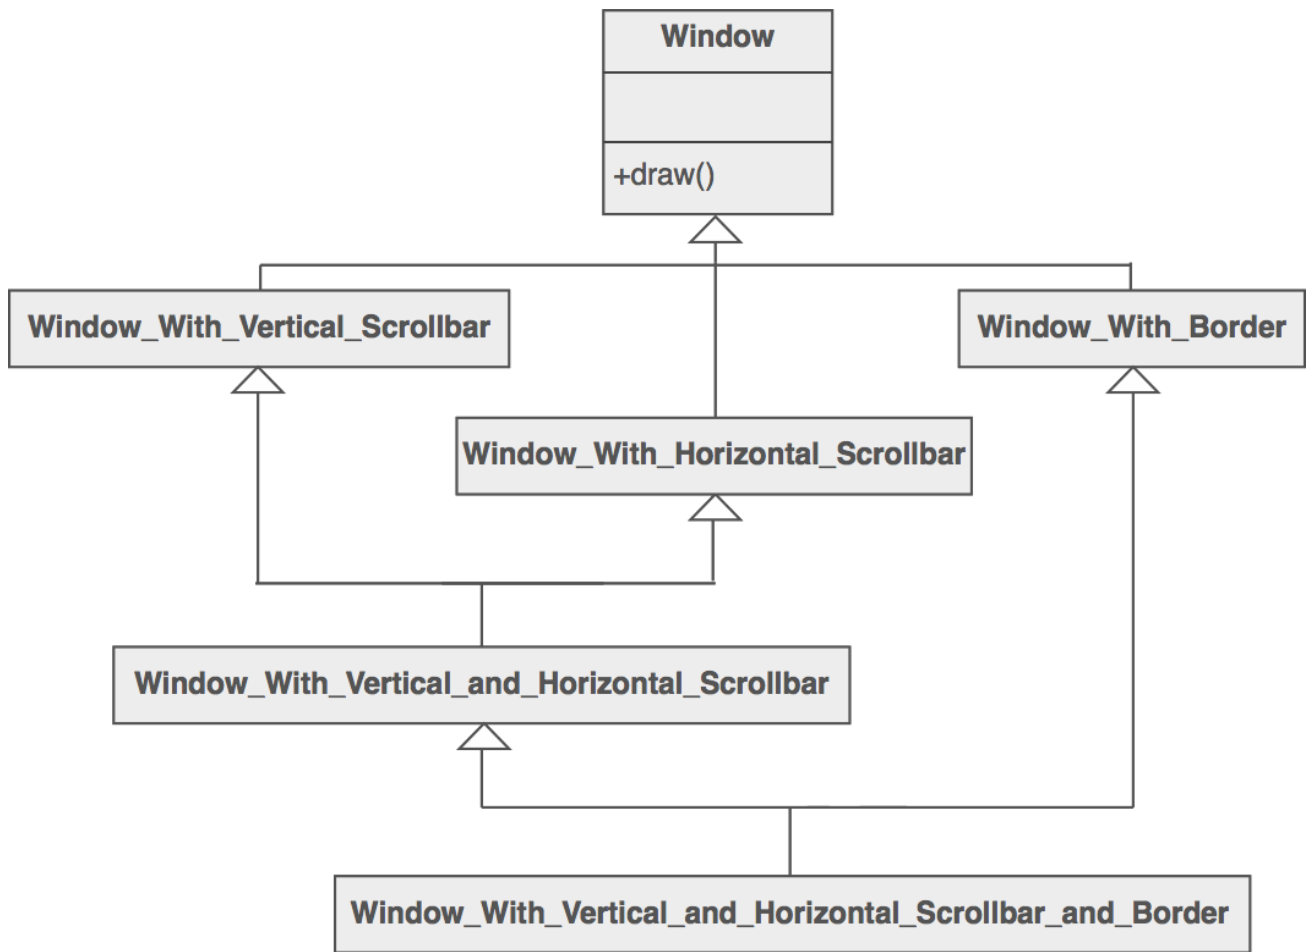 Window
+draw()
Window_With_Vertical_Scrollbar
Window_With_Border
Window_With_Horizontal_Scrollbar
Window_With_Vertical_and_Horizontal_Scrollbar
Window_With_Vertical_and_Horizontal_Scrollbar_and_Border